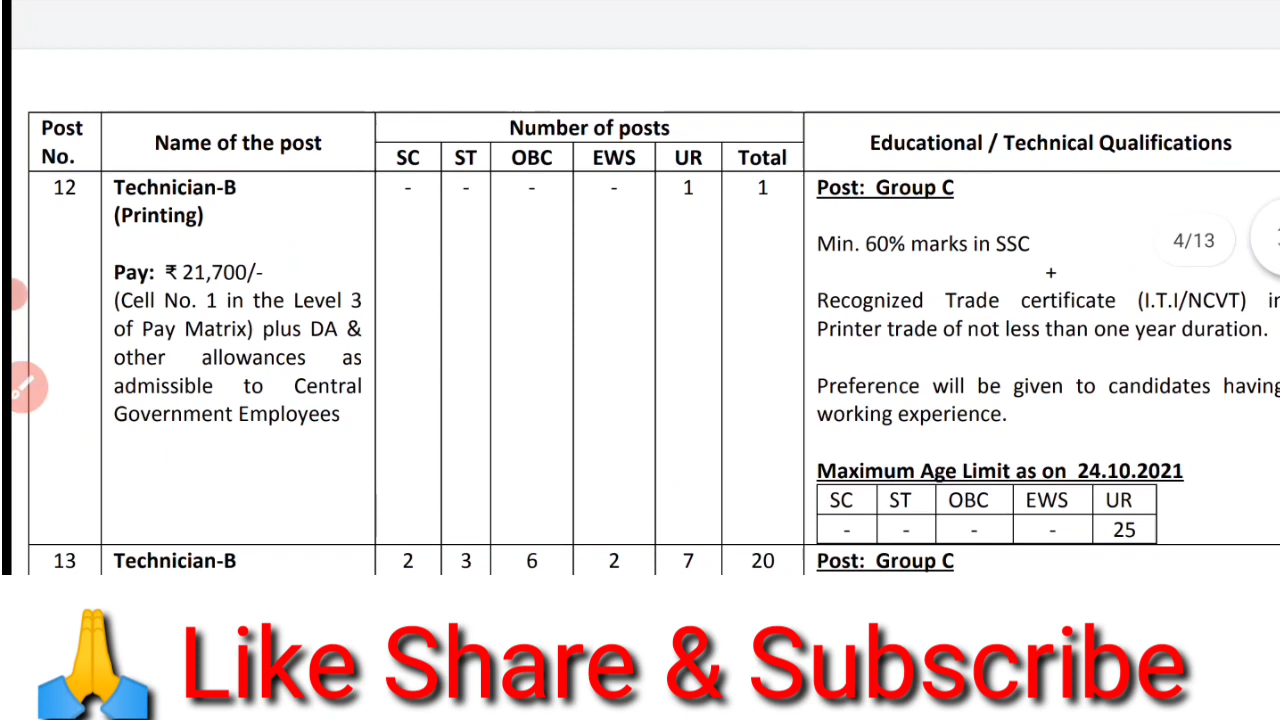 Post No.
Name of the post
Number of posts
Educational / Technical Qualifications
SC ST OBC EWS UR Total
12
Technician-B
(Printing)
Pay: ₹ 21,700/-
(Cell No. 1 in the Level 3
of Pay Matrix) plus DA &
other allowances as
admissible to Central
Government Employees
- - - - 1 1
Post: Group C
Min. 60% marks in SSC
+
Recognized Trade certificate (I.T.I/NCVT) in
Printer trade of not less than one year duration.
Preference will be given to candidates having
working experience.
Maximum Age Limit as on 24.10.2021
SC ST OBC EWS UR
- - - - 25
4/13
13 Technician-B 2 3 6 2 7 20 Post: Group C
Like Share & Subscribe